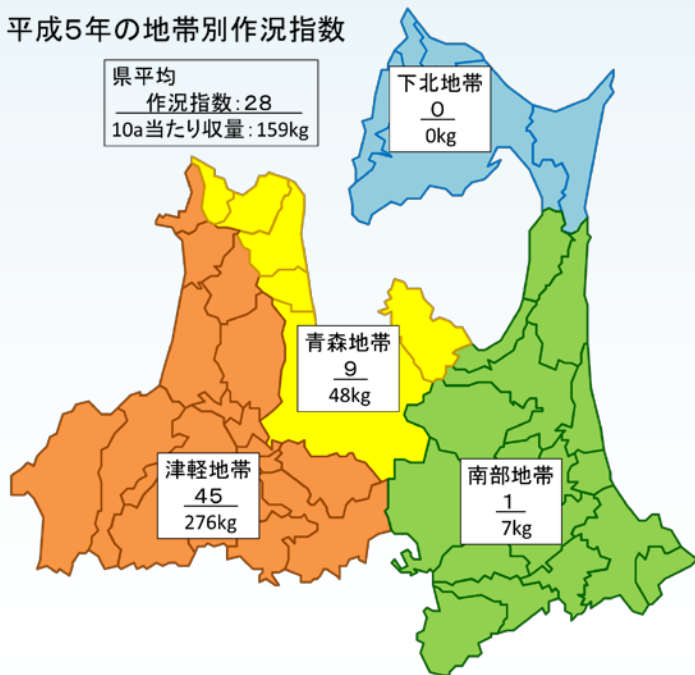 平成5年の地帯別作況指数
県平均
作況指数:28
10a当たり収量:159kg
下北地帯
0
0kg
青森地帯
9
48kg
津軽地帯
45
276kg
南部地帯
1
7kg